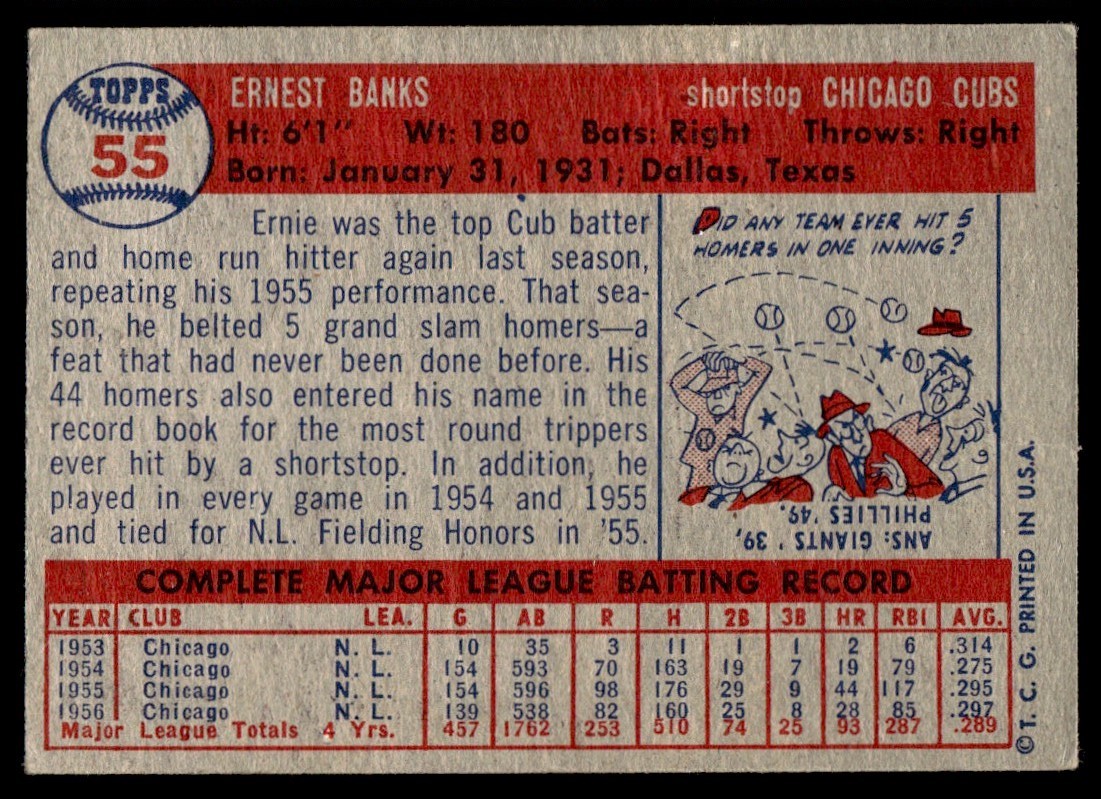 TOPPS
55
ERNEST BANKS shortstop CHICAGO CUBS
Ht: 6'1" Wt: 180 Bats: Right Throws: Right
Born: January 31, 1931; Dallas, Texas
Ernie was the top Cub batter
and home run hitter again last season,
repeating his 1955 performance. That sea-
son, he belted 5 grand slam homers—a
feat that had never been done before. His
44 homers also entered his name in the
record book for the most round trippers
ever hit by a shortstop. In addition, he
played in every game in 1954 and 1955
and tied for N.L. Fielding Honors in '55.
DID ANY TEAM EVER HIT 5
HOMERS IN ONE INNING?
ANS: GIANTS '39,
PHILLIES '49.
COMPLETE MAJOR LEAGUE BATTING RECORD
YEAR CLUB LEA. G AB R H 2B 3B HR RBI AVG.
1953 Chicago N. L. 10 35 3 11 1 1 2 6 .314
1954 Chicago N. L. 154 593 70 163 19 7 19 79 .275
1955 Chicago N. L. 154 596 98 176 29 9 44 117 .295
1956 Chicago N. L. 139 538 82 160 25 8 28 85 .297
Major League Totals 4 Yrs. 457 1762 253 510 74 25 93 287 .289
©T. C. G. PRINTED IN U.S.A.